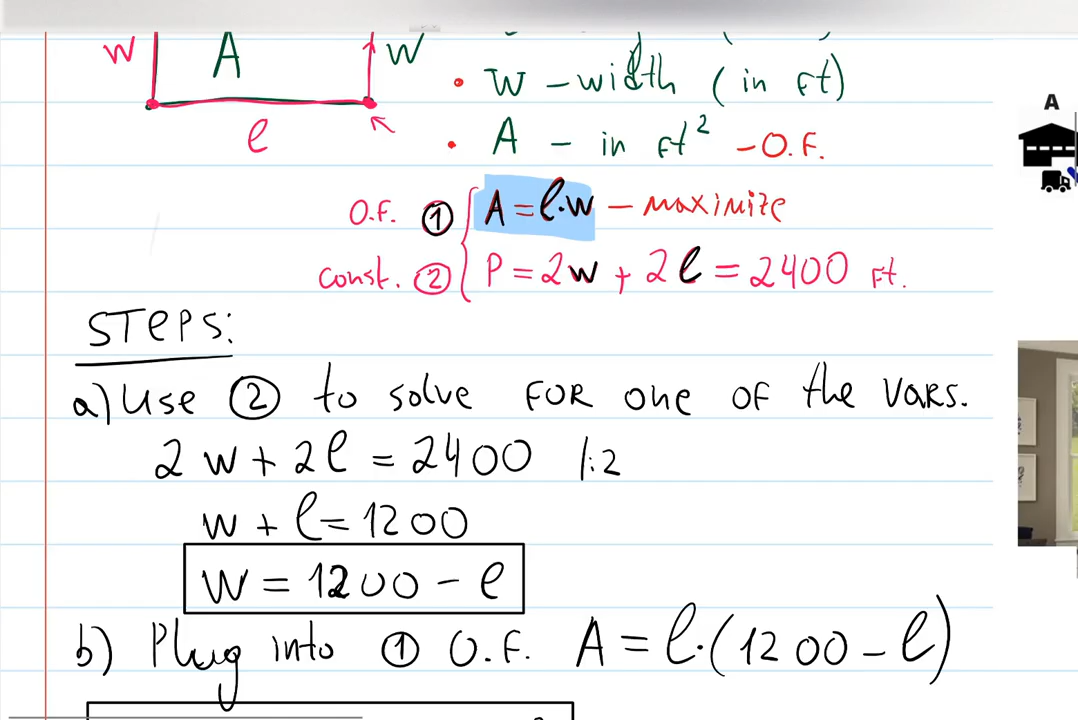 w A w
• w – width (in ft)
l
• A – in ft² – O.F.
O.F. ① A = l·w – maximize
const. ② P = 2w + 2l = 2400 ft.
STEPS:
a) Use ② to solve FOR one OF the VARS.
2w + 2l = 2400 /:2
w + l = 1200
w = 1200 – l
b) Plug into ① O.F. A = l·(1200 – l)
A